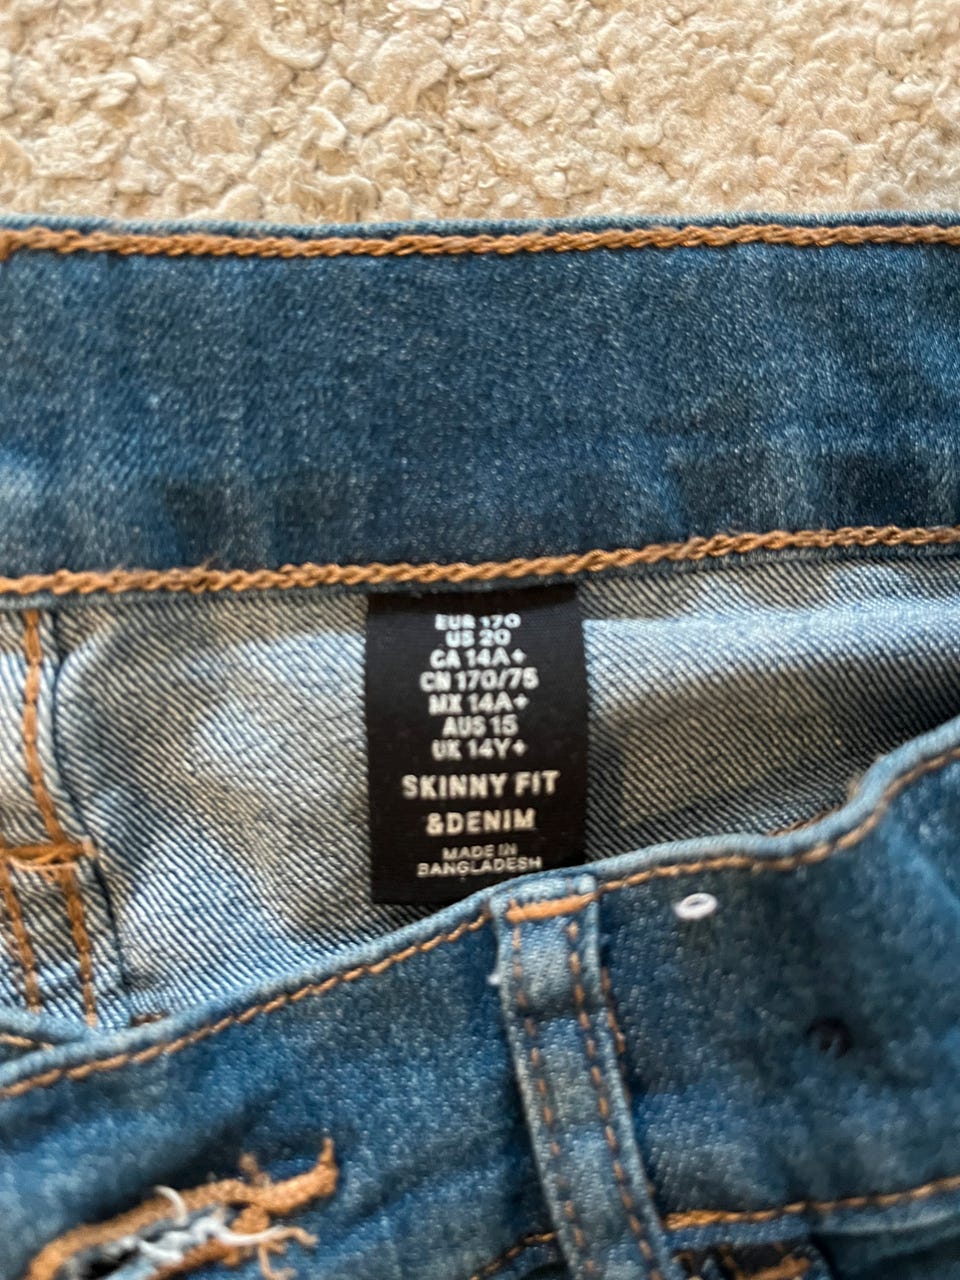 EUR 170
US 20
CA 14A+
CN 170/75
MX 14A+
AUS 15
UK 14Y+
SKINNY FIT
&DENIM
MADE IN
BANGLADESH